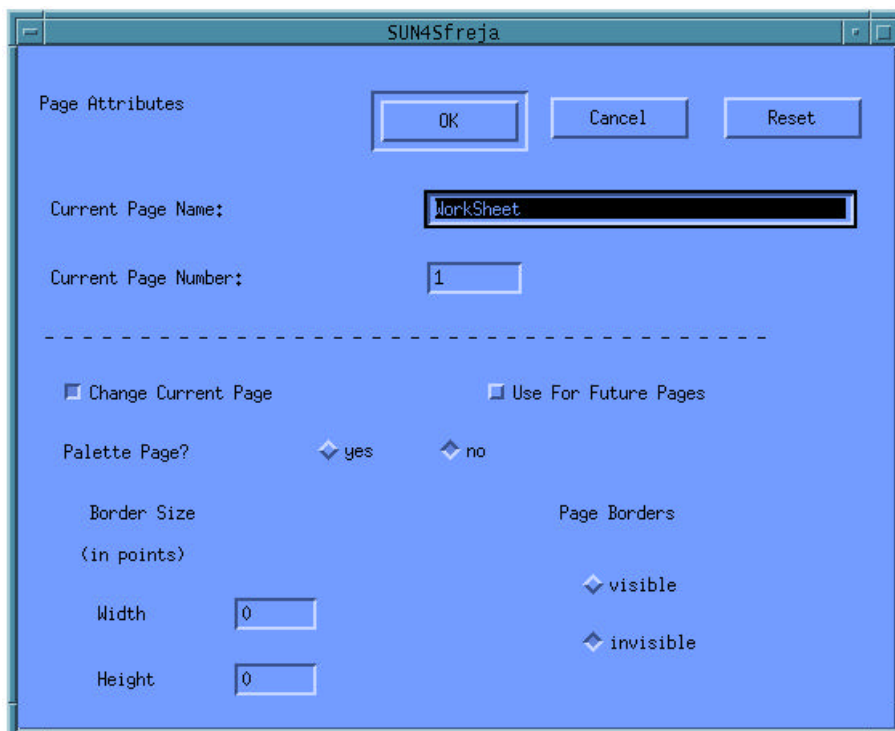 SUN4Sfreja
Page Attributes OK Cancel Reset
Current Page Name: WorkSheet
Current Page Number: 1
Change Current Page Use For Future Pages
Palette Page? yes no
Border Size Page Borders
(in points)
visible
Width 0
invisible
Height 0